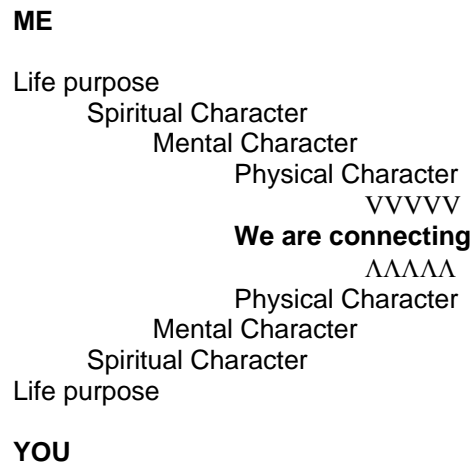 ME
Life purpose
Spiritual Character
Mental Character
Physical Character
VVVVV
We are connecting
ΛΛΛΛΛ
Physical Character
Mental Character
Spiritual Character
Life purpose
YOU